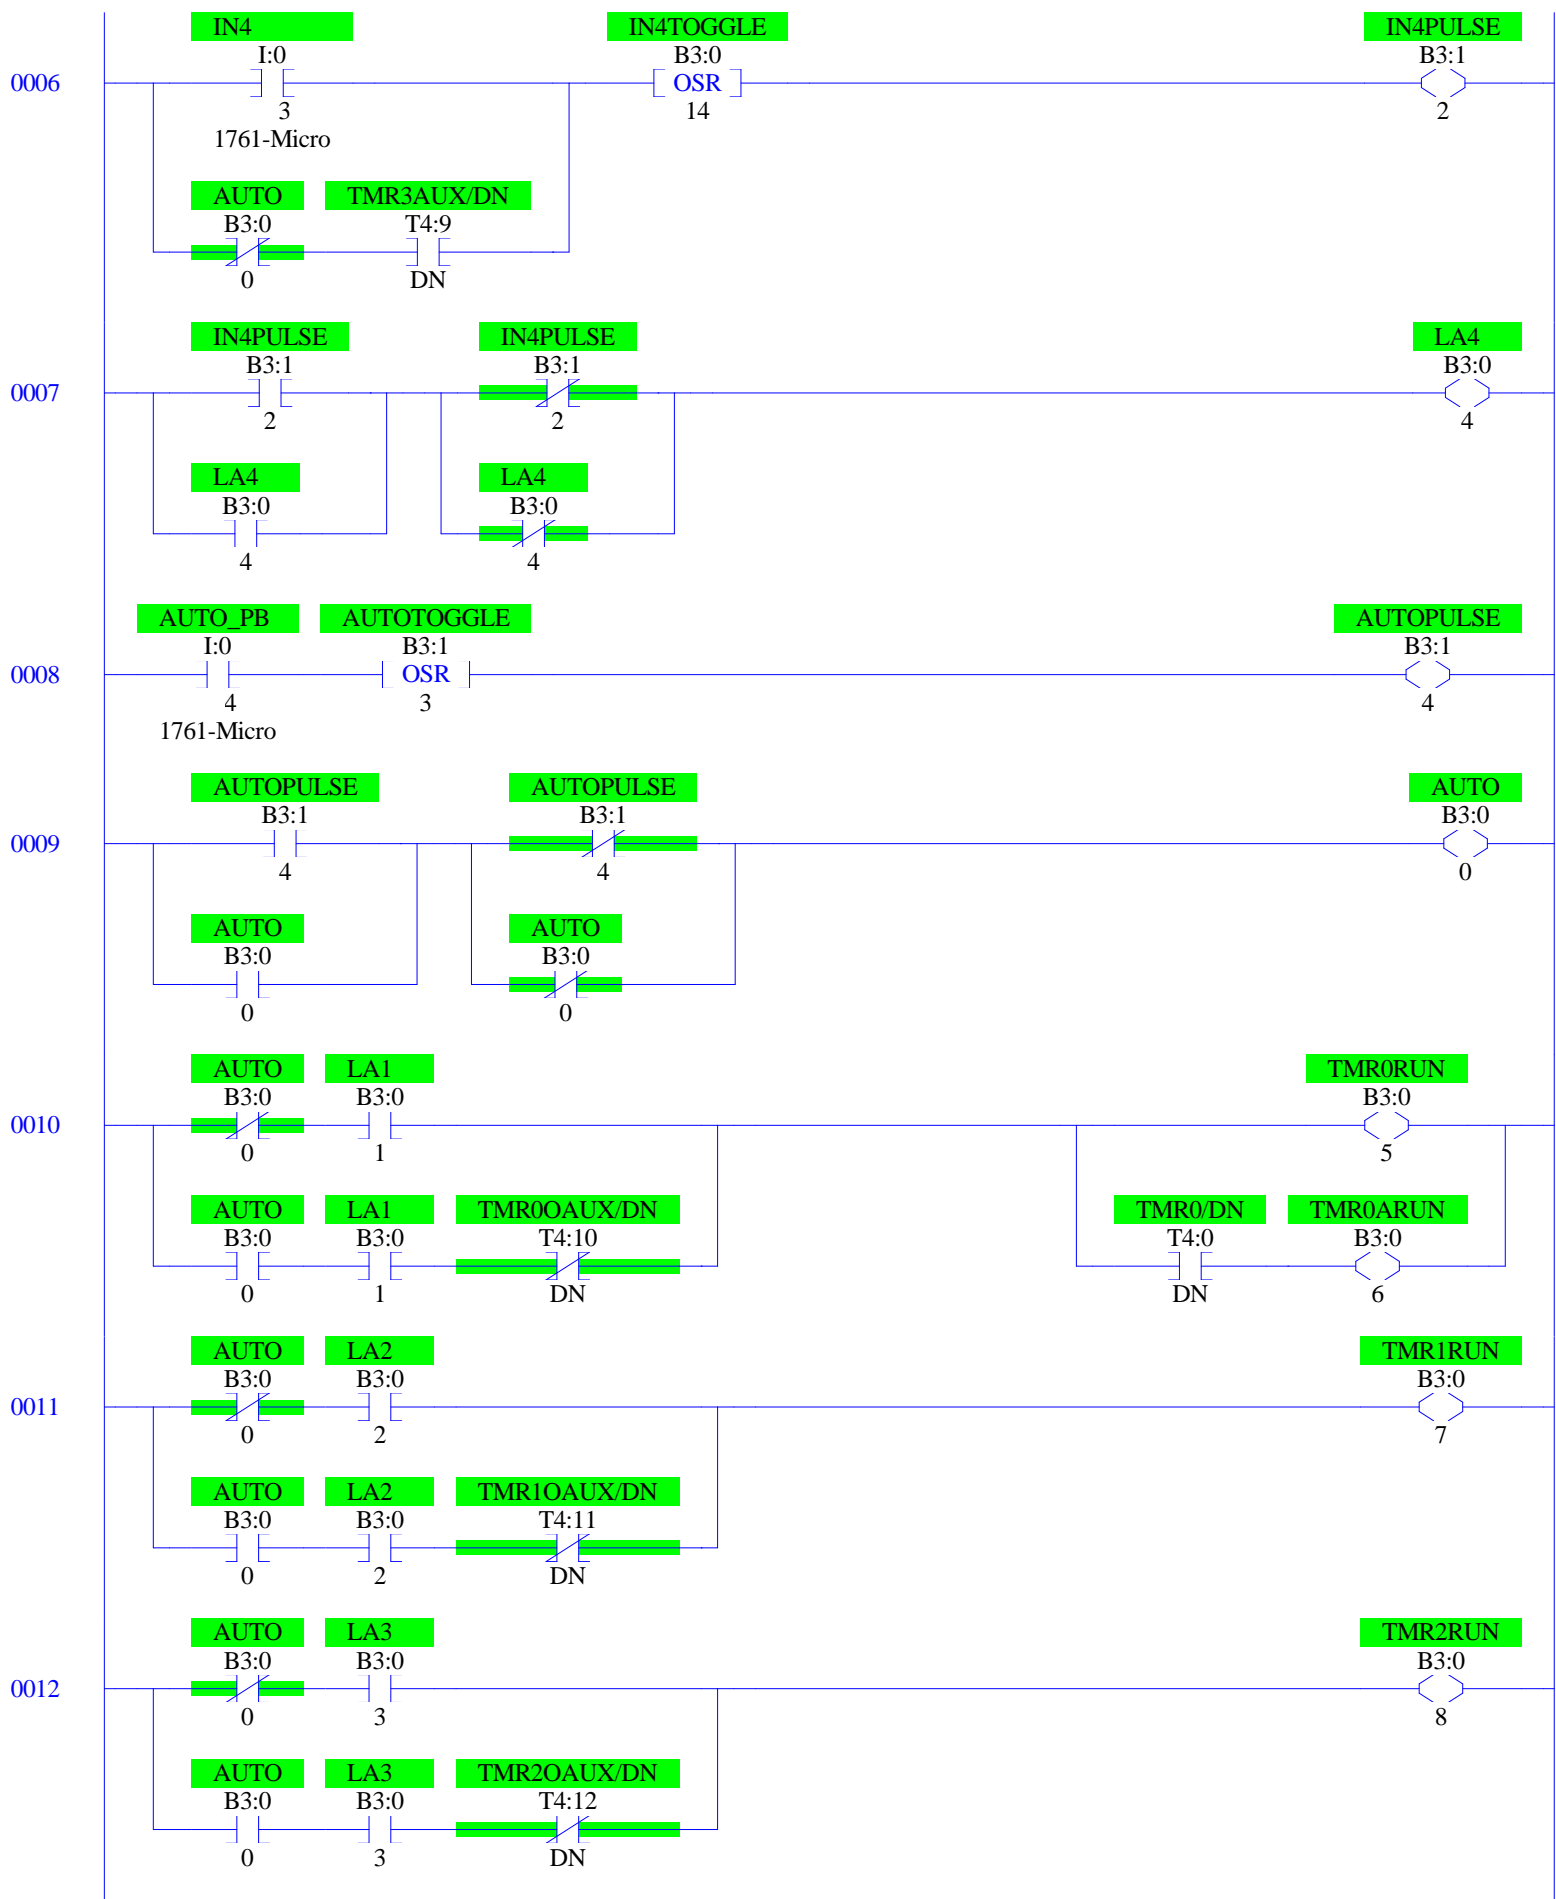 IN4 IN4TOGGLE IN4PULSE
I:0 B3:0 B3:1
0006 OSR
3 14 2
1761-Micro
AUTO TMR3AUX/DN
B3:0 T4:9
0 DN
IN4PULSE IN4PULSE LA4
B3:1 B3:1 B3:0
0007
2 2 4
LA4 LA4
B3:0 B3:0
4 4
AUTO_PB AUTOTOGGLE AUTOPULSE
I:0 B3:1 B3:1
0008 OSR
4 3 4
1761-Micro
AUTOPULSE AUTOPULSE AUTO
B3:1 B3:1 B3:0
0009
4 4 0
AUTO AUTO
B3:0 B3:0
0 0
AUTO LA1 TMR0RUN
B3:0 B3:0 B3:0
0010
0 1 5
AUTO LA1 TMR0OAUX/DN TMR0/DN TMR0ARUN
B3:0 B3:0 T4:10 T4:0 B3:0
0 1 DN DN 6
AUTO LA2 TMR1RUN
B3:0 B3:0 B3:0
0011
0 2 7
AUTO LA2 TMR1OAUX/DN
B3:0 B3:0 T4:11
0 2 DN
AUTO LA3 TMR2RUN
B3:0 B3:0 B3:0
0012
0 3 8
AUTO LA3 TMR2OAUX/DN
B3:0 B3:0 T4:12
0 3 DN